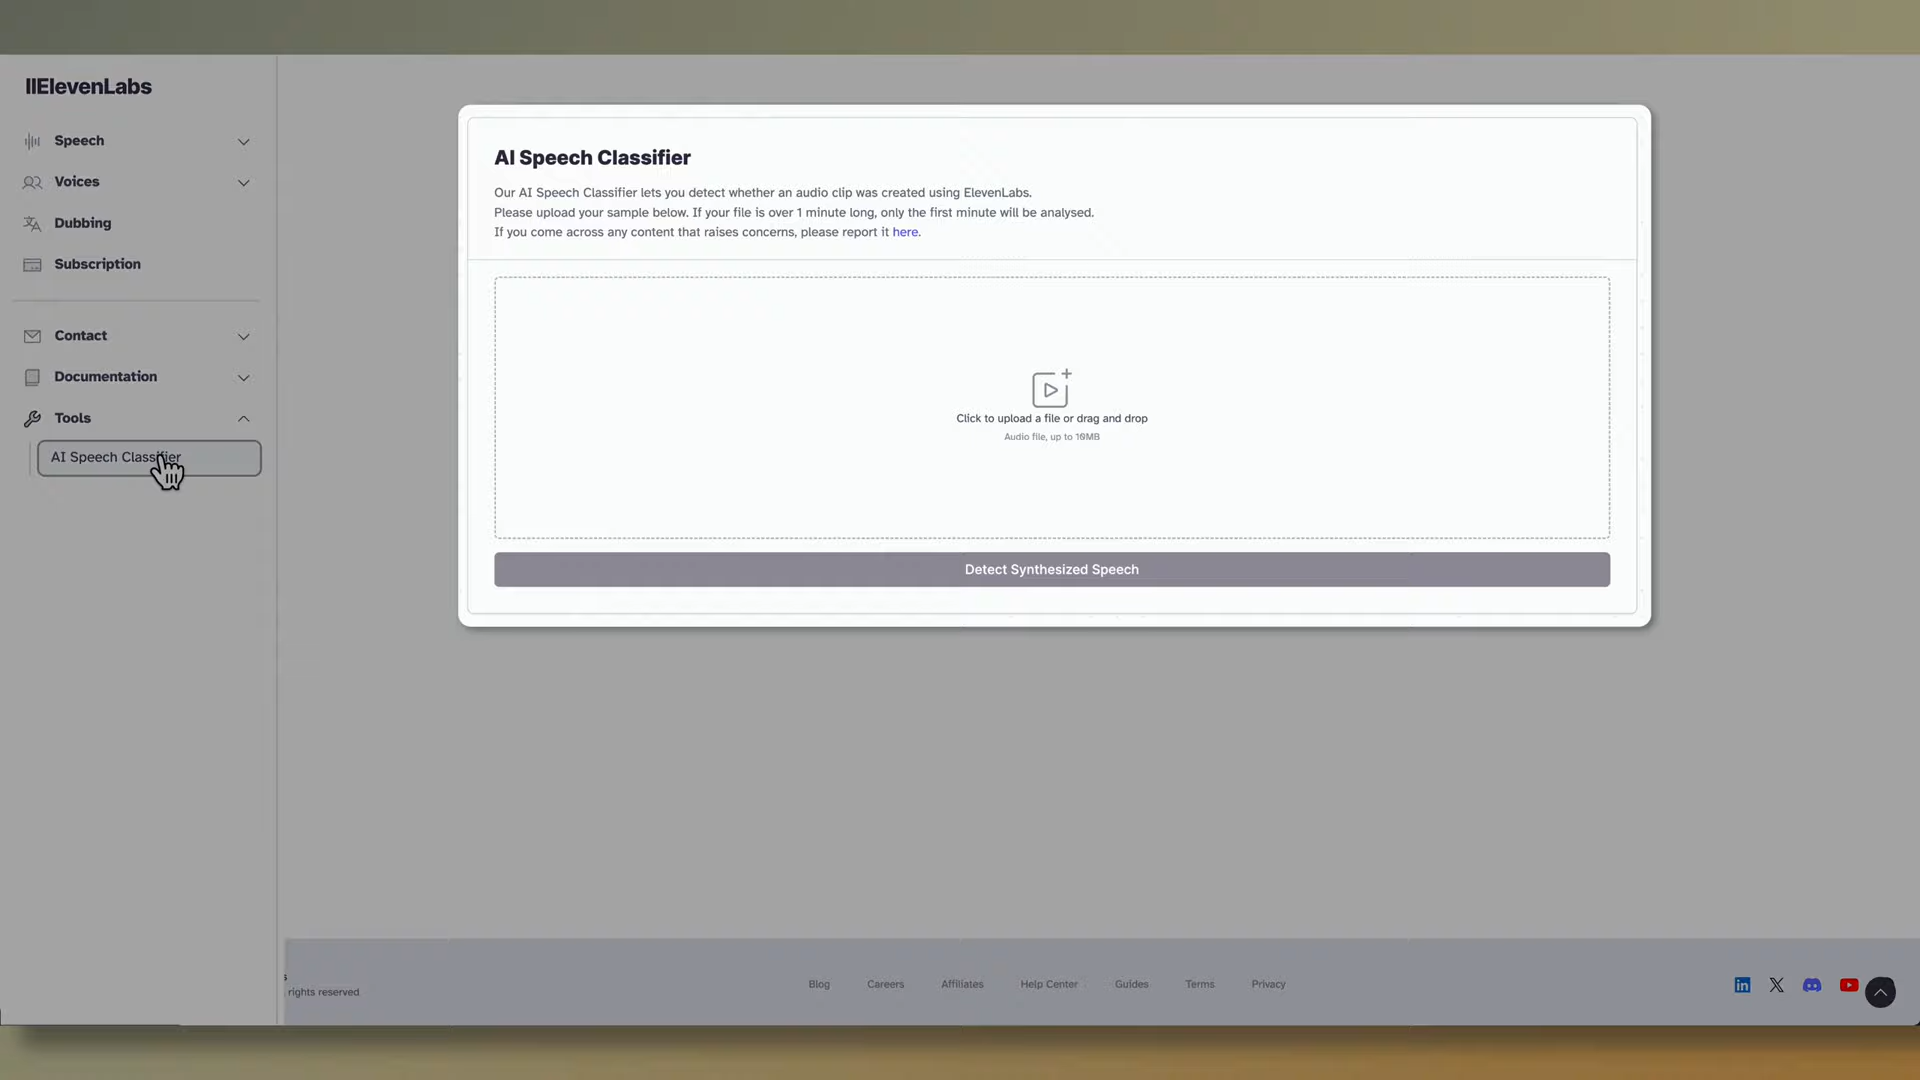 IIElevenLabs
Speech
Voices
Dubbing
Subscription
Contact
Documentation
Tools
AI Speech Classifier
AI Speech Classifier
Our AI Speech Classifier lets you detect whether an audio clip was created using ElevenLabs.
Please upload your sample below. If your file is over 1 minute long, only the first minute will be analysed.
If you come across any content that raises concerns, please report it here.
Click to upload a file or drag and drop
Audio file, up to 10MB
Detect Synthesized Speech
s
rights reserved
Blog
Careers
Affiliates
Help Center
Guides
Terms
Privacy